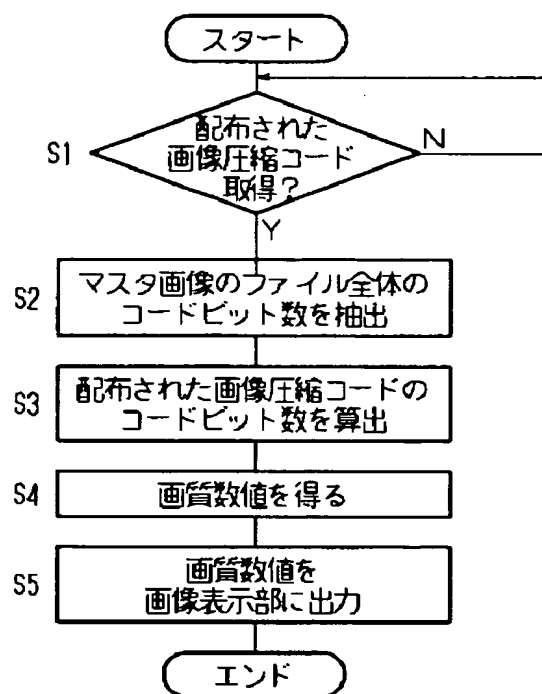 スタート
S1
配布された
画像圧縮コード
取得?
N
Y
S2
マスタ画像のファイル全体の
コードビット数を抽出
S3
配布された画像圧縮コードの
コードビット数を算出
S4
画質数値を得る
S5
画質数値を
画像表示部に出力
エンド